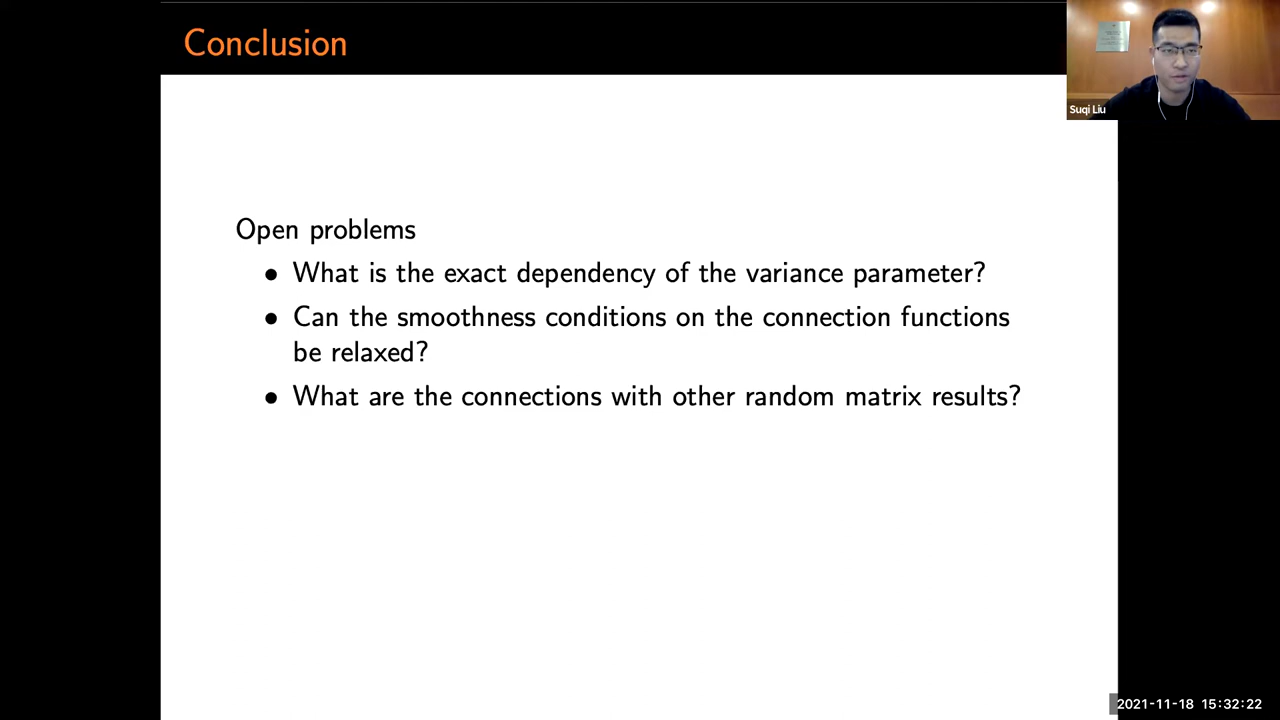 Conclusion
Suqi Liu
Open problems
• What is the exact dependency of the variance parameter?
• Can the smoothness conditions on the connection functions
be relaxed?
• What are the connections with other random matrix results?
2021-11-18 15:32:22